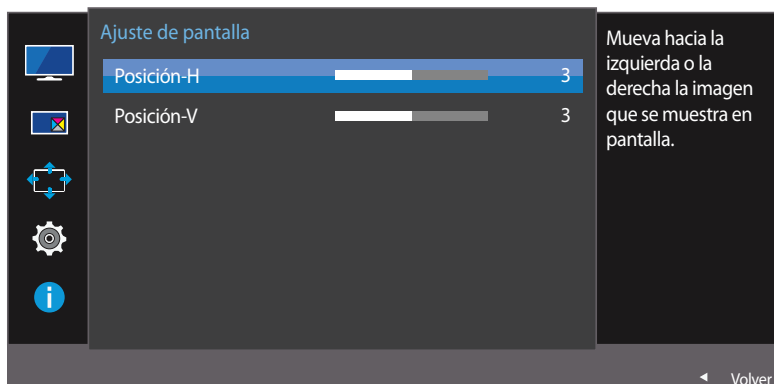 Ajuste de pantalla
Posición-H 3
Posición-V 3
Mueva hacia la
izquierda o la
derecha la imagen
que se muestra en
pantalla.
Volver